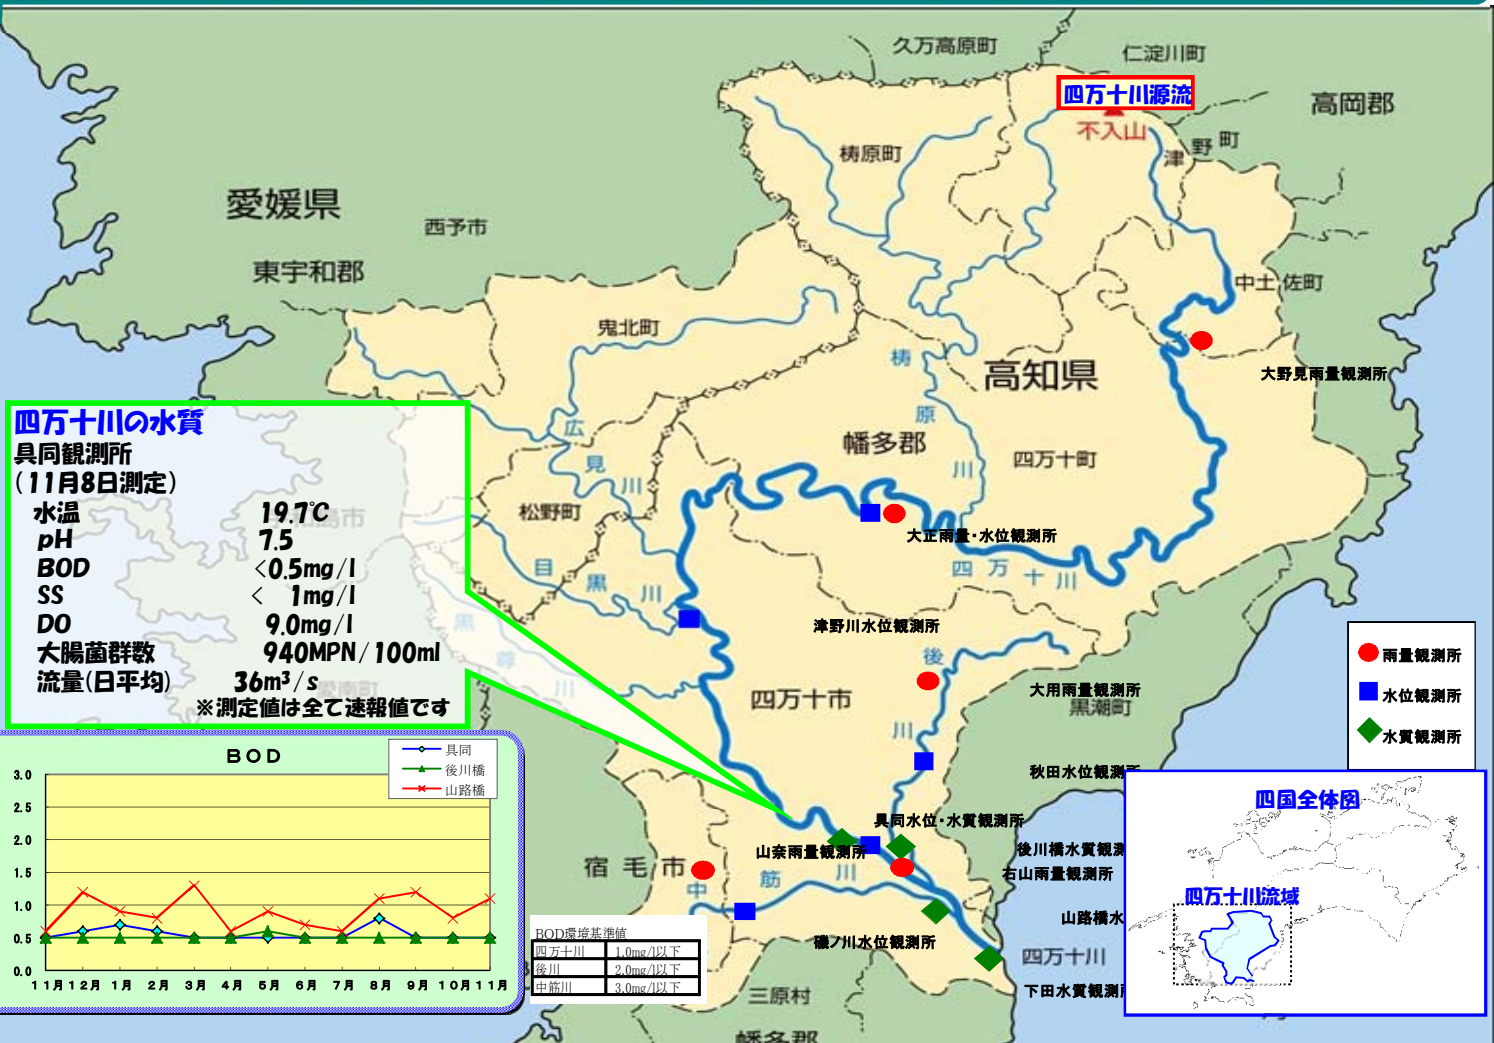 久万高原町
仁淀川町
四万十川源流
高岡郡
不入山
津野町
梼原町
愛媛県
西予市
東宇和郡
中土佐町
鬼北町
梼原川
高知県
大野見雨量観測所
四万十川の水質
具同観測所
(11月8日測定)
水温 19.7℃
pH 7.5
BOD <0.5mg/l
SS < 1mg/l
DO 9.0mg/l
大腸菌群数 940MPN/100ml
流量(日平均) 36m³/s
※測定値は全て速報値です
広見川
幡多郡
四万十町
松野町
大正雨量・水位観測所
目黒川
四万十川
黒尊川
愛南町
津野川水位観測所
後川
四万十市
大用雨量観測所
黒潮町
雨量観測所
水位観測所
水質観測所
秋田水位観測所
BOD
具同
後川橋
山路橋
3.0
2.5
2.0
1.5
1.0
0.5
0.0
11月 12月 1月 2月 3月 4月 5月 6月 7月 8月 9月 10月 11月
具同水位・水質観測所
山奈雨量観測所
後川橋水質観測
右山雨量観測所
宿毛市
中筋川
山路橋水
磯ノ川水位観測所
四万十川
下田水質観測所
BOD環境基準値
四万十川 1.0mg/l以下
後川 2.0mg/l以下
中筋川 3.0mg/l以下
三原村
幡多郡
四国全体図
四万十川流域